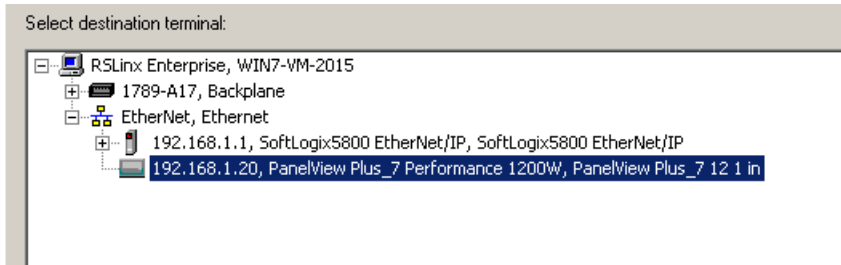 Select destination terminal:
RSLinx Enterprise, WIN7-VM-2015
1789-A17, Backplane
EtherNet, Ethernet
192.168.1.1, SoftLogix5800 EtherNet/IP, SoftLogix5800 EtherNet/IP
192.168.1.20, PanelView Plus_7 Performance 1200W, PanelView Plus_7 12 1 in